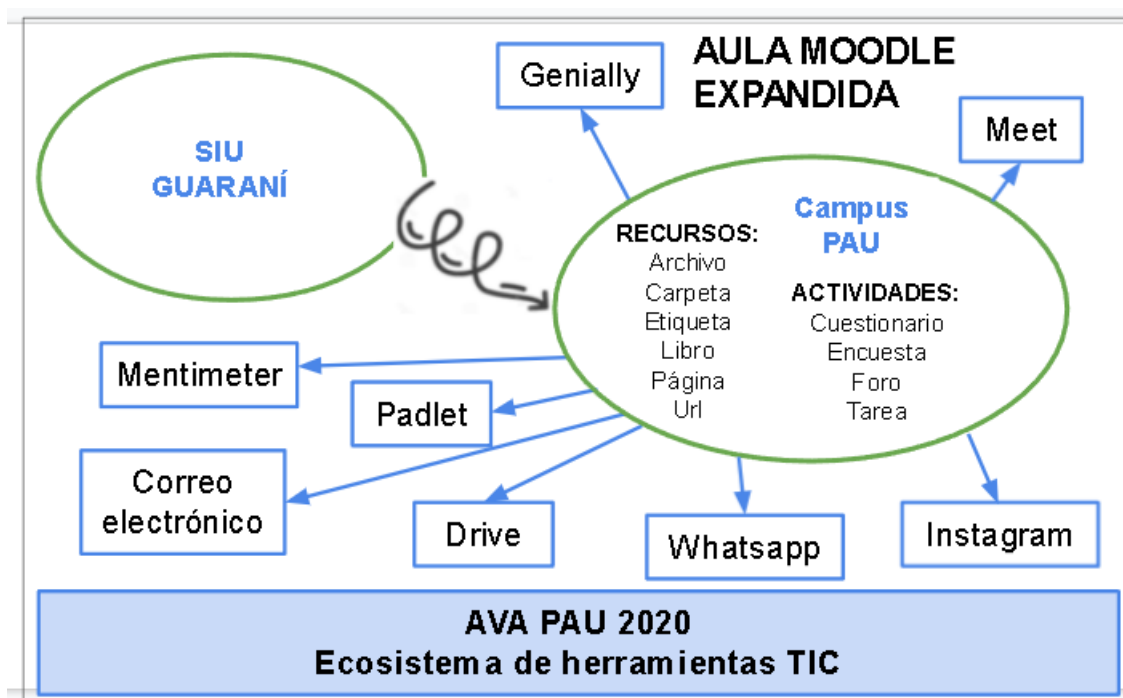 AULA MOODLE
EXPANDIDA
Genially
Meet
SIU
GUARANÍ
Campus
PAU
RECURSOS:
Archivo
Carpeta
Etiqueta
Libro
Página
Url
ACTIVIDADES:
Cuestionario
Encuesta
Foro
Tarea
Mentimeter
Padlet
Correo
electrónico
Drive
Whatsapp
Instagram
AVA PAU 2020
Ecosistema de herramientas TIC